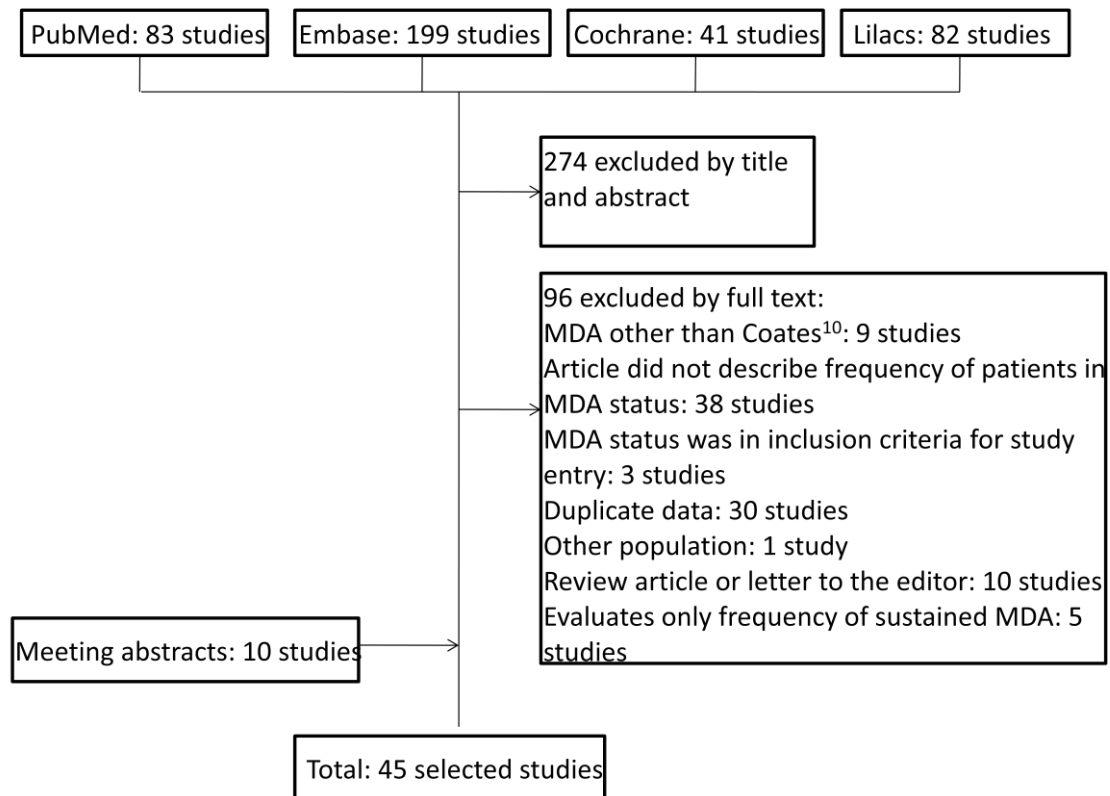 PubMed: 83 studies
Embase: 199 studies
Cochrane: 41 studies
Lilacs: 82 studies
274 excluded by title
and abstract
96 excluded by full text:
MDA other than Coates¹⁰: 9 studies
Article did not describe frequency of patients in
MDA status: 38 studies
MDA status was in inclusion criteria for study
entry: 3 studies
Duplicate data: 30 studies
Other population: 1 study
Review article or letter to the editor: 10 studies
Evaluates only frequency of sustained MDA: 5
studies
Meeting abstracts: 10 studies
Total: 45 selected studies